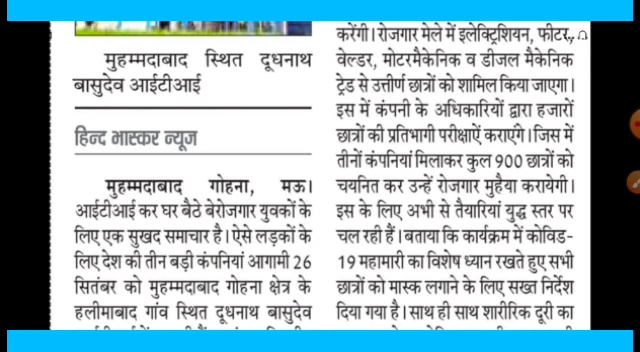 मुहम्मदाबाद स्थित दूधनाथ
बासुदेव आईटीआई
हिन्द भास्कर न्यूज
मुहम्मदाबाद गोहना, मऊ।
आईटीआई कर घर बैठे बेरोजगार युवकों के
लिए एक सुखद समाचार है। ऐसे लड़कों के
लिए देश की तीन बड़ी कंपनियां आगामी 26
सितंबर को मुहम्मदाबाद गोहना क्षेत्र के
हलीमाबाद गांव स्थित दूधनाथ बासुदेव
करेंगी। रोजगार मेले में इलेक्ट्रिशियन, फीटर,
वेल्डर, मोटरमैकेनिक व डीजल मैकेनिक
ट्रेड से उत्तीर्ण छात्रों को शामिल किया जाएगा।
इस में कंपनी के अधिकारियों द्वारा हजारों
छात्रों की प्रतिभागी परीक्षाऐं कराएंगे। जिस में
तीनों कंपनियां मिलाकर कुल 900 छात्रों को
चयनित कर उन्हें रोजगार मुहैया करायेगी।
इस के लिए अभी से तैयारियां युद्ध स्तर पर
चल रही हैं। बताया कि कार्यक्रम में कोविड-
19 महामारी का विशेष ध्यान रखते हुए सभी
छात्रों को मास्क लगाने के लिए सख्त निर्देश
दिया गया है। साथ ही साथ शारीरिक दूरी का